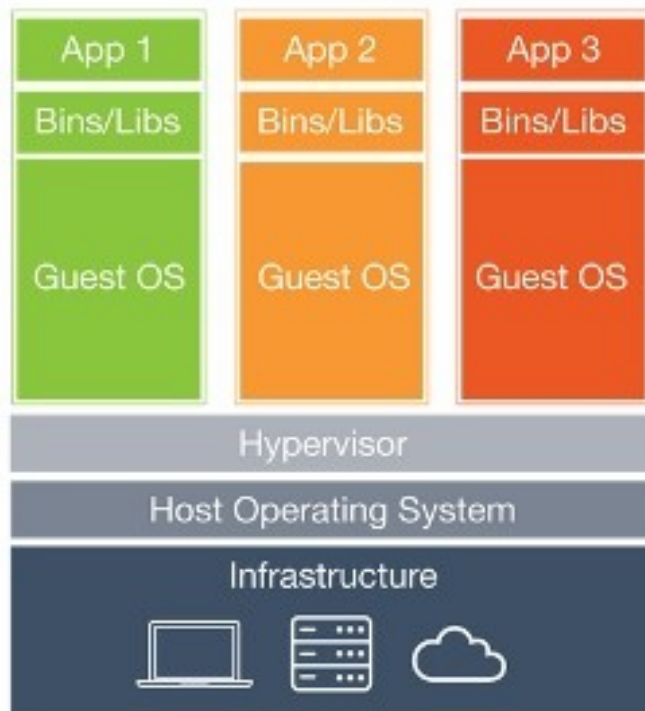 App 1
App 2
App 3
Bins/Libs
Bins/Libs
Bins/Libs
Guest OS
Guest OS
Guest OS
Hypervisor
Host Operating System
Infrastructure